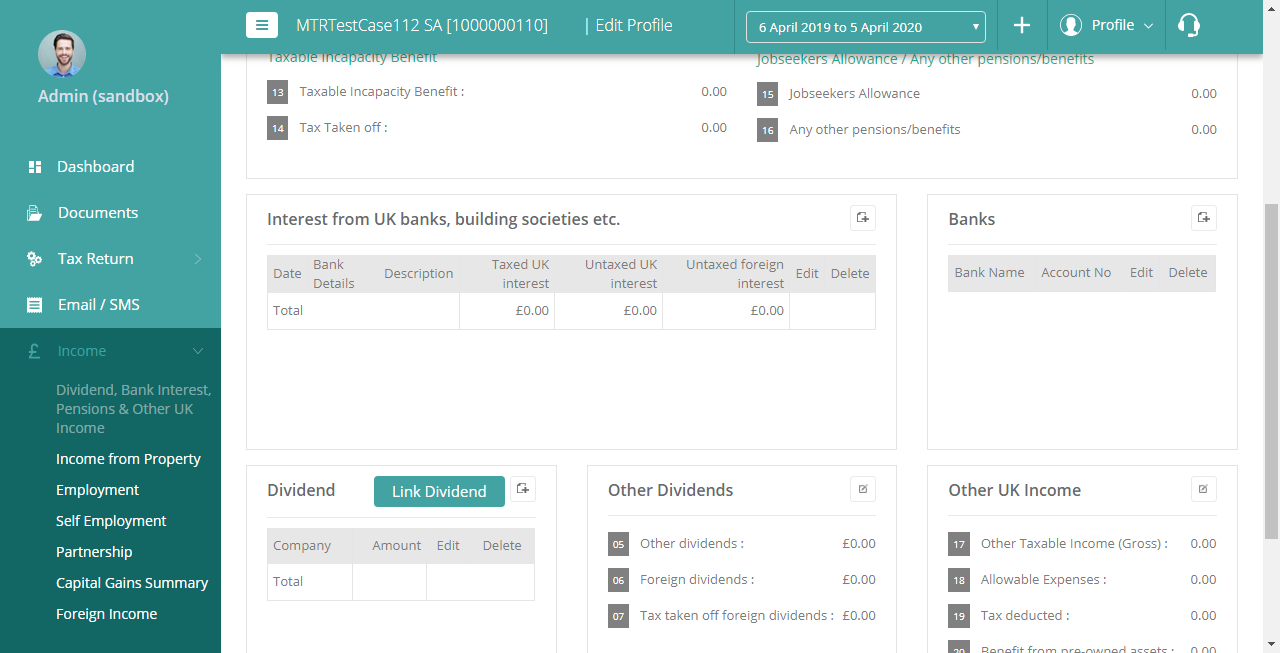 MTRTestCase112 SA [1000000110] | Edit Profile
6 April 2019 to 5 April 2020
Profile
Admin (sandbox)
Dashboard
Documents
Tax Return
Email / SMS
£ Income
Dividend, Bank Interest,
Pensions & Other UK
Income
Income from Property
Employment
Self Employment
Partnership
Capital Gains Summary
Foreign Income
Taxable Incapacity Benefit
13 Taxable Incapacity Benefit : 0.00
14 Tax Taken off : 0.00
Jobseekers Allowance / Any other pensions/benefits
15 Jobseekers Allowance 0.00
16 Any other pensions/benefits 0.00
Interest from UK banks, building societies etc.
Date Bank Details Description Taxed UK interest Untaxed UK interest Untaxed foreign interest Edit Delete
Total £0.00 £0.00 £0.00
Banks
Bank Name Account No Edit Delete
Dividend Link Dividend
Company Amount Edit Delete
Total
Other Dividends
05 Other dividends : £0.00
06 Foreign dividends : £0.00
07 Tax taken off foreign dividends : £0.00
Other UK Income
17 Other Taxable Income (Gross) : 0.00
18 Allowable Expenses : 0.00
19 Tax deducted : 0.00
20 Benefit from pre-owned assets : 0.00